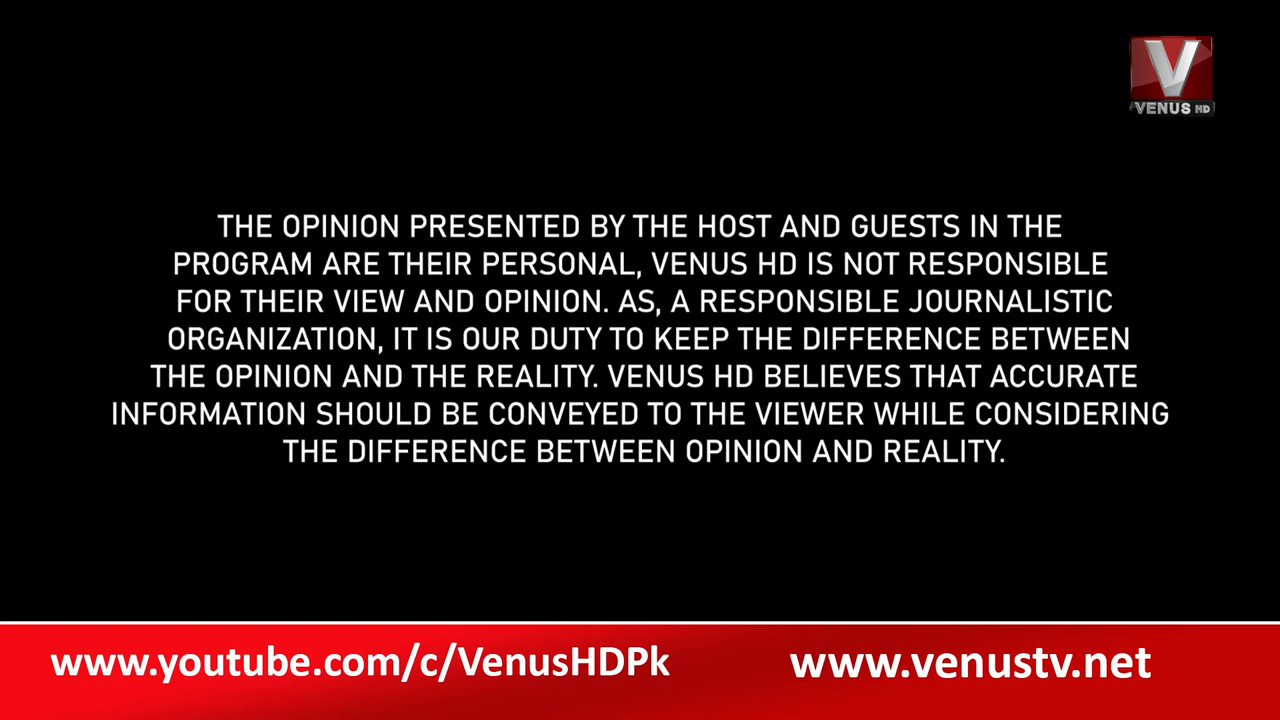 V
VENUS HD
THE OPINION PRESENTED BY THE HOST AND GUESTS IN THE
PROGRAM ARE THEIR PERSONAL, VENUS HD IS NOT RESPONSIBLE
FOR THEIR VIEW AND OPINION. AS, A RESPONSIBLE JOURNALISTIC
ORGANIZATION, IT IS OUR DUTY TO KEEP THE DIFFERENCE BETWEEN
THE OPINION AND THE REALITY. VENUS HD BELIEVES THAT ACCURATE
INFORMATION SHOULD BE CONVEYED TO THE VIEWER WHILE CONSIDERING
THE DIFFERENCE BETWEEN OPINION AND REALITY.
www.youtube.com/c/VenusHDPk
www.venustv.net